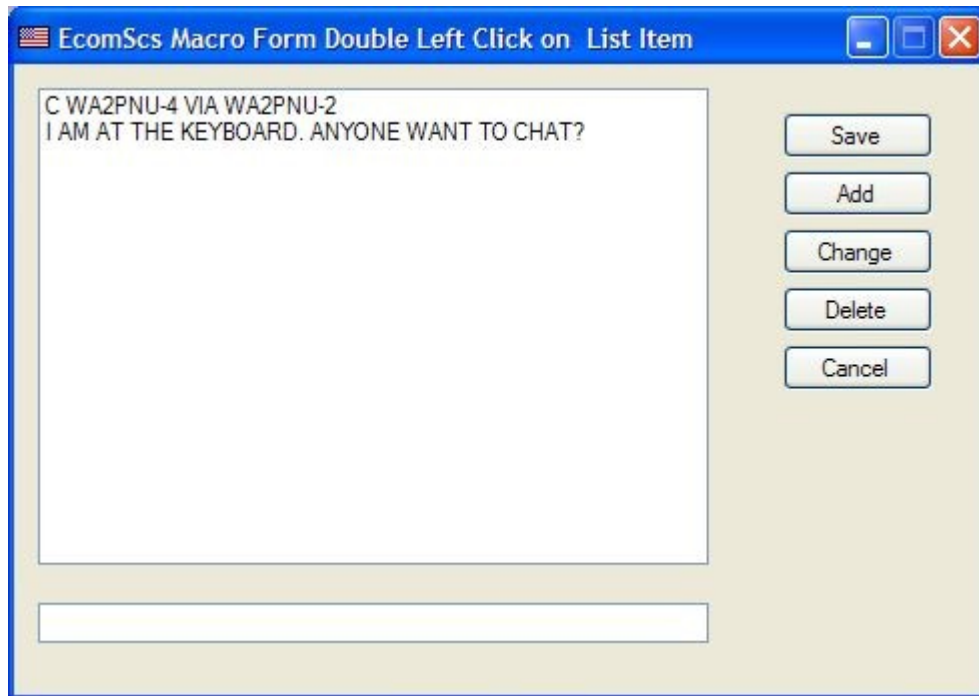 EcomScs Macro Form Double Left Click on  List Item
C WA2PNU-4 VIA WA2PNU-2
I AM AT THE KEYBOARD. ANYONE WANT TO CHAT?
Save
Add
Change
Delete
Cancel